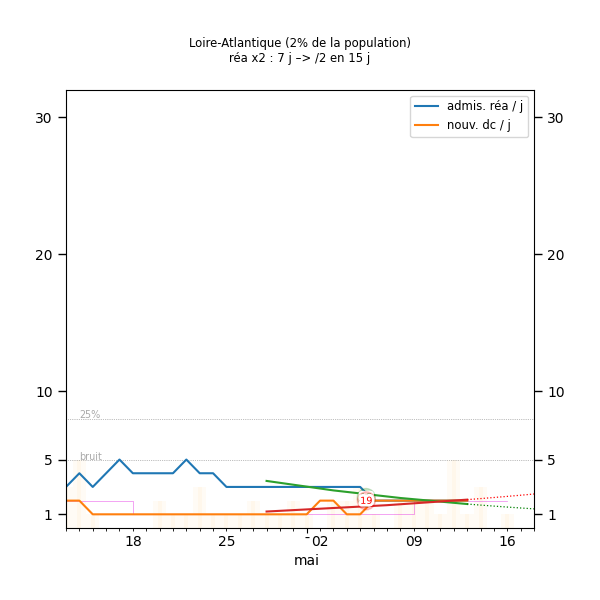 Loire-Atlantique (2% de la population)
réa x2 : 7 j –> /2 en 15 j
admis. réa / j
nouv. dc / j
30 30
20 20
10 10
25%
bruit
5 5
19
1 1
18 25 02 09 16
mai